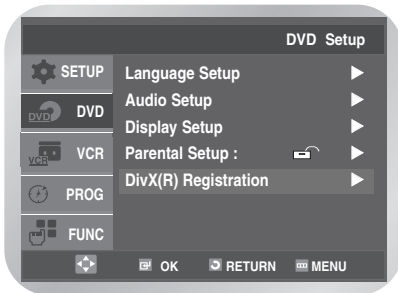 DVD Setup
SETUP
DVD
DVD
VCR
VCR
PROG
FUNC
Language Setup
Audio Setup
Display Setup
Parental Setup :
DivX(R) Registration
OK RETURN MENU